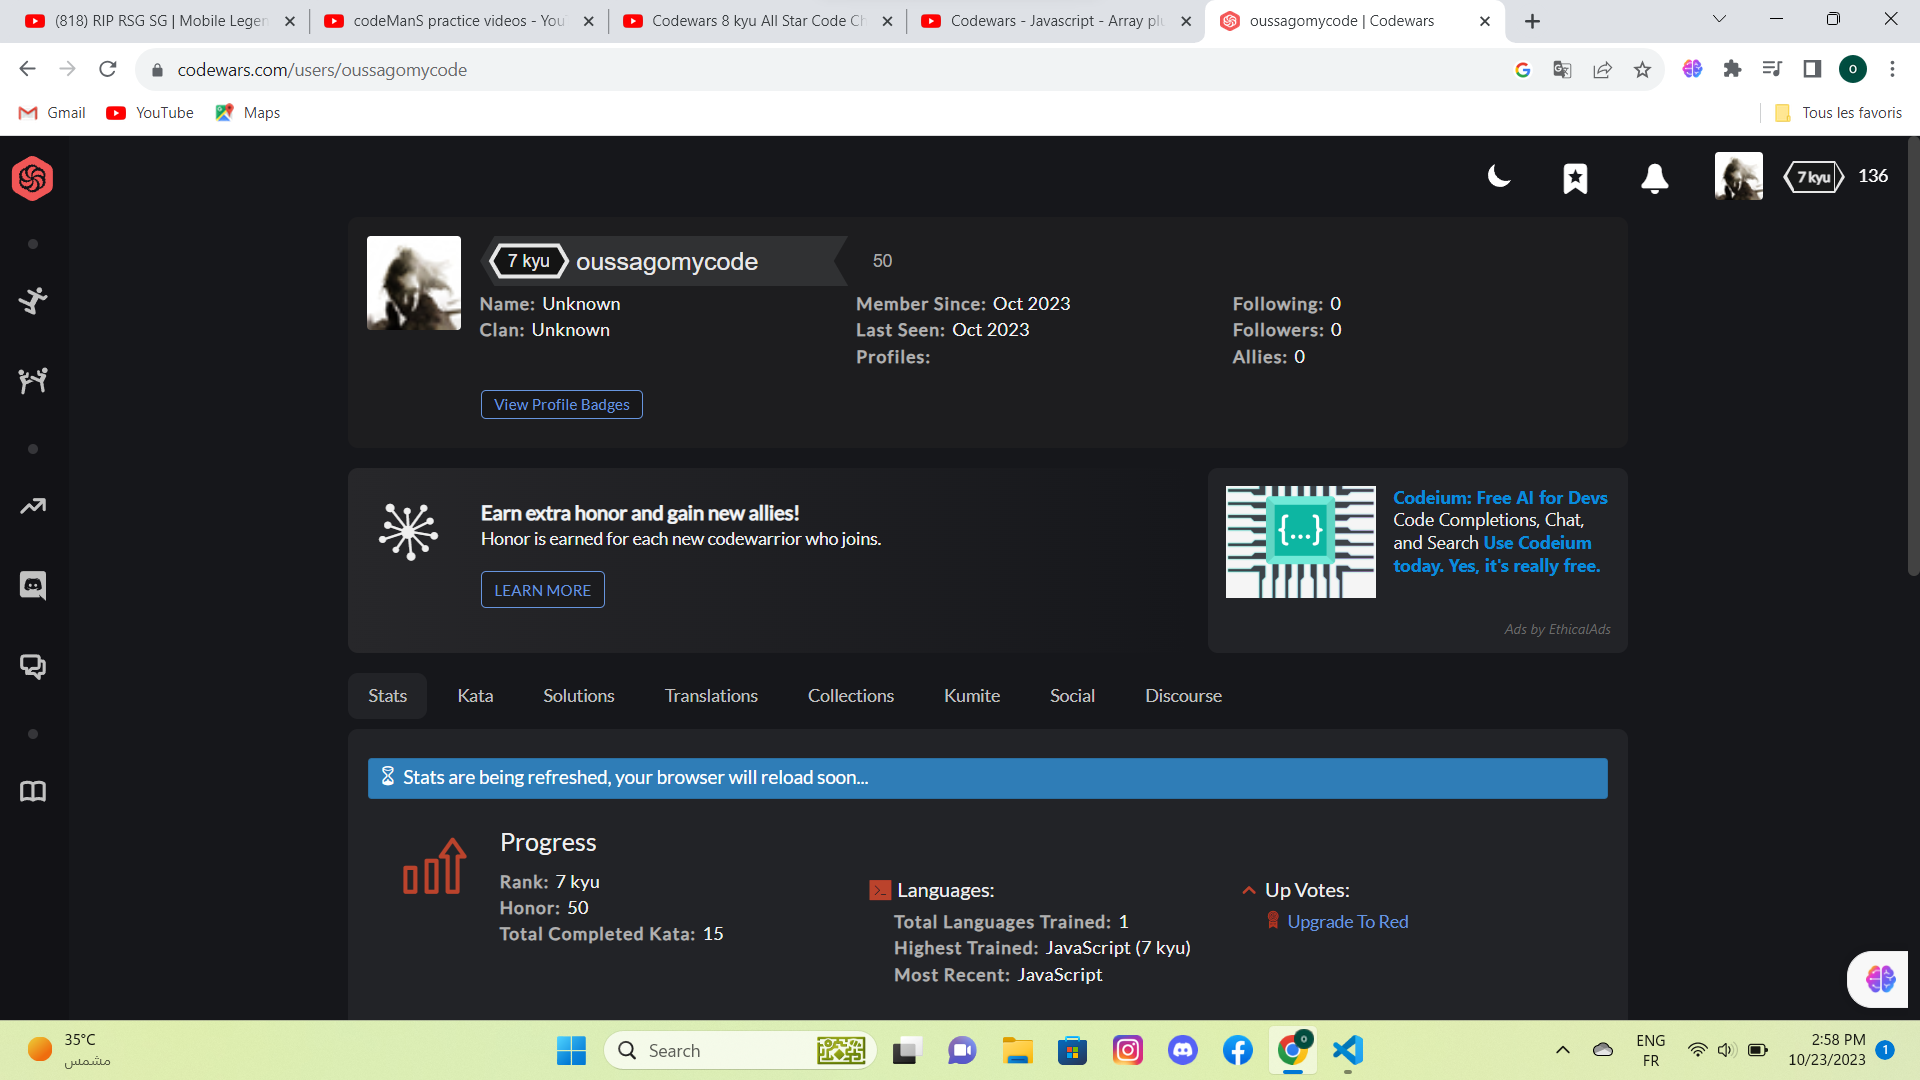 (818) RIP RSG SG | Mobile Legen
codeManS practice videos - You
Codewars 8 kyu All Star Code Ch
Codewars - Javascript - Array plu
oussagomycode | Codewars
codewars.com/users/oussagomycode
o
Gmail
YouTube
Maps
Tous les favoris
7 kyu
136
7 kyu
oussagomycode
50
Name: Unknown
Member Since: Oct 2023
Following: 0
Clan: Unknown
Last Seen: Oct 2023
Followers: 0
Profiles:
Allies: 0
View Profile Badges
Earn extra honor and gain new allies!
Honor is earned for each new codewarrior who joins.
LEARN MORE
{...}
Codeium: Free AI for Devs
Code Completions, Chat,
and Search Use Codeium
today. Yes, it's really free.
Ads by EthicalAds
Stats
Kata
Solutions
Translations
Collections
Kumite
Social
Discourse
Stats are being refreshed, your browser will reload soon...
Progress
Rank: 7 kyu
Honor: 50
Total Completed Kata: 15
Languages:
Total Languages Trained: 1
Highest Trained: JavaScript (7 kyu)
Most Recent: JavaScript
Up Votes:
Upgrade To Red
35°C
مشمس
Search
o
ENG
FR
2:58 PM
10/23/2023
1